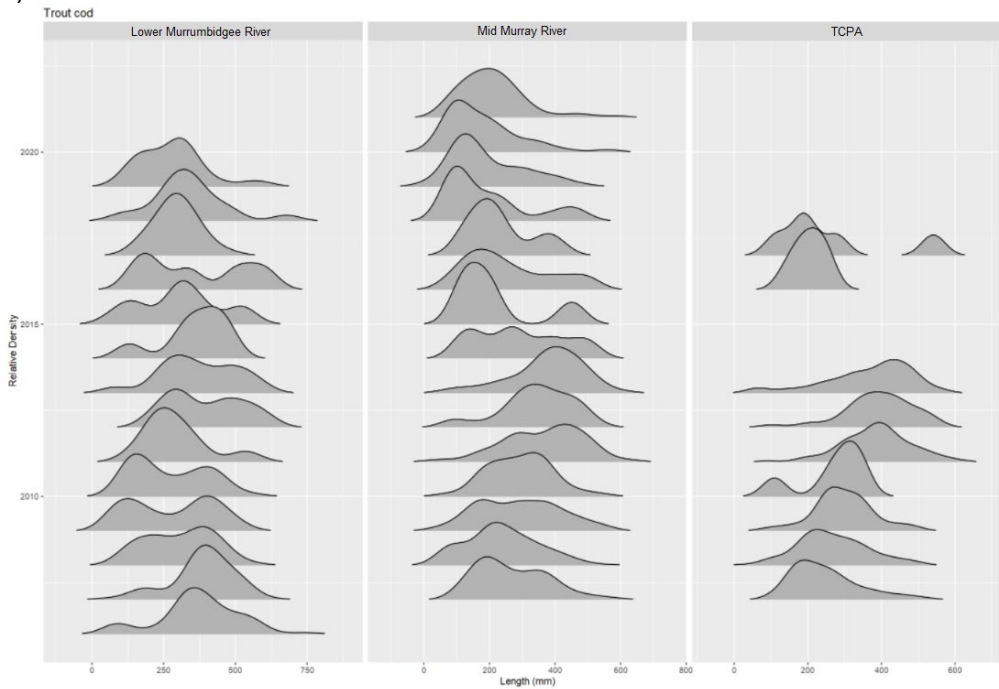 Trout cod
Lower Murrumbidgee River
Mid Murray River
TCPA
2020
2015
2010
Relative Density
0 250 500 750
0 200 400 600 800
0 200 400 600
Length (mm)